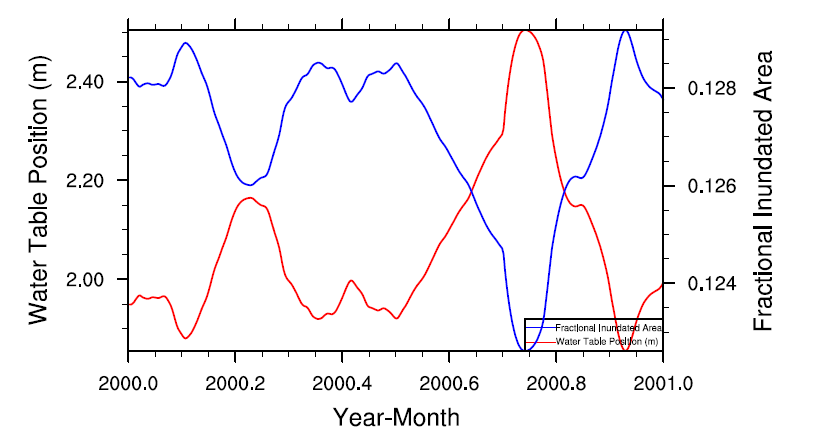 Water Table Position (m)
2.40
2.20
2.00
0.128
0.126
0.124
Fractional Inundated Area
Fractional Inundated Area
Water Table Position (m)
2000.0 2000.2 2000.4 2000.6 2000.8 2001.0
Year-Month